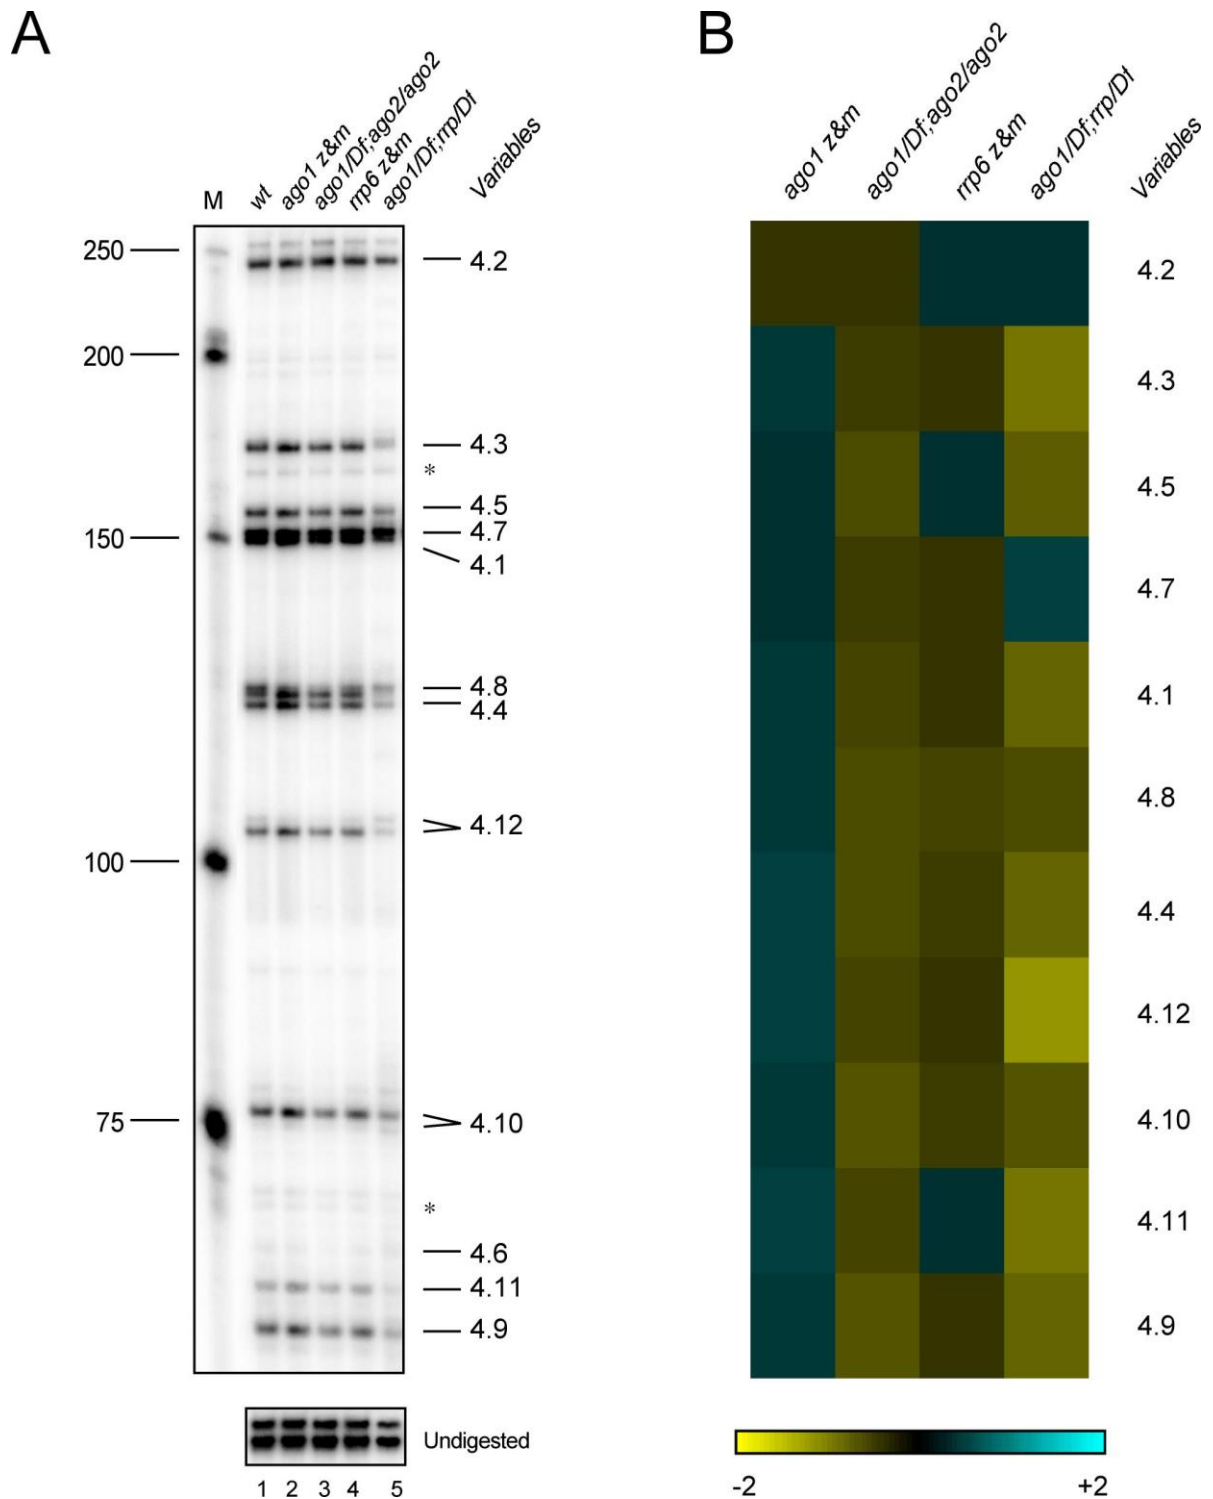 A
M
wt
ago1 z&m
ago1/Df;ago2/ago2
rrp6 z&m
ago1/Df;rrp/Df
Variables
250
200
150
100
75
4.2
4.3
*
4.5
4.7
4.1
4.8
4.4
4.12
4.10
*
4.6
4.11
4.9
Undigested
1 2 3 4 5
B
ago1 z&m
ago1/Df;ago2/ago2
rrp6 z&m
ago1/Df;rrp/Df
Variables
4.2
4.3
4.5
4.7
4.1
4.8
4.4
4.12
4.10
4.11
4.9
-2 +2